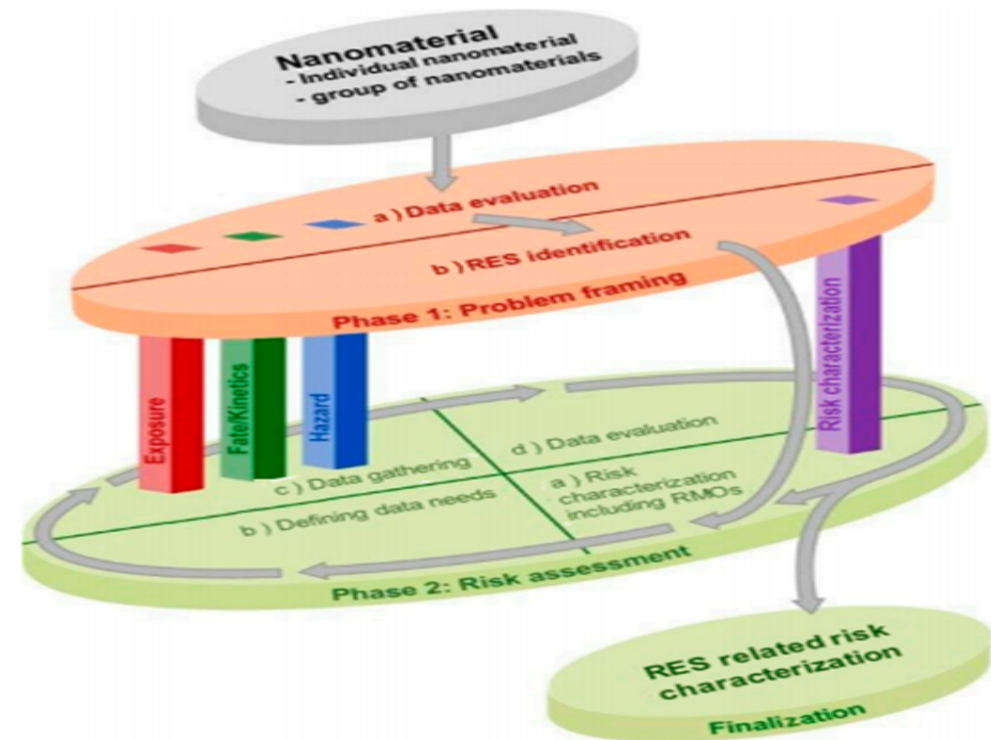 Nanomaterial
- Individual nanomaterial
- group of nanomaterials
a ) Data evaluation
b ) RES identification
Phase 1: Problem framing
Exposure
Fate/Kinetics
Hazard
Risk characterization
c ) Data gathering
d ) Data evaluation
b ) Defining data needs
a ) Risk
characterization
including RMOs
Phase 2: Risk assessment
RES related risk
characterization
Finalization